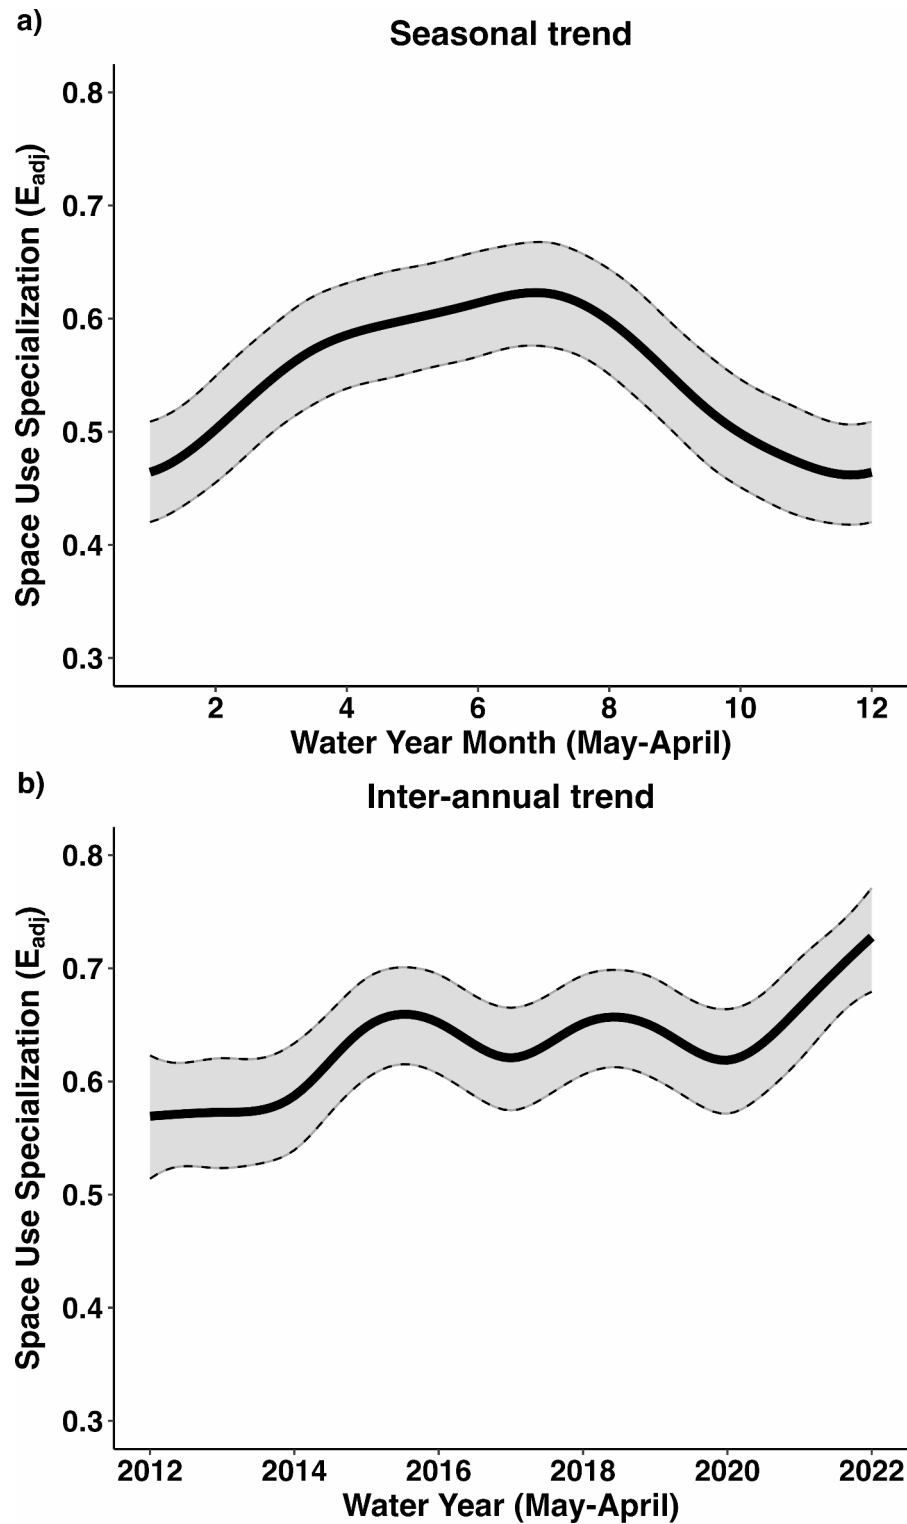 a)
Seasonal trend
Space Use Specialization (Eadj)
0.8
0.7
0.6
0.5
0.4
0.3
2 4 6 8 10 12
Water Year Month (May-April)
b)
Inter-annual trend
Space Use Specialization (Eadj)
0.8
0.7
0.6
0.5
0.4
0.3
2012 2014 2016 2018 2020 2022
Water Year (May-April)